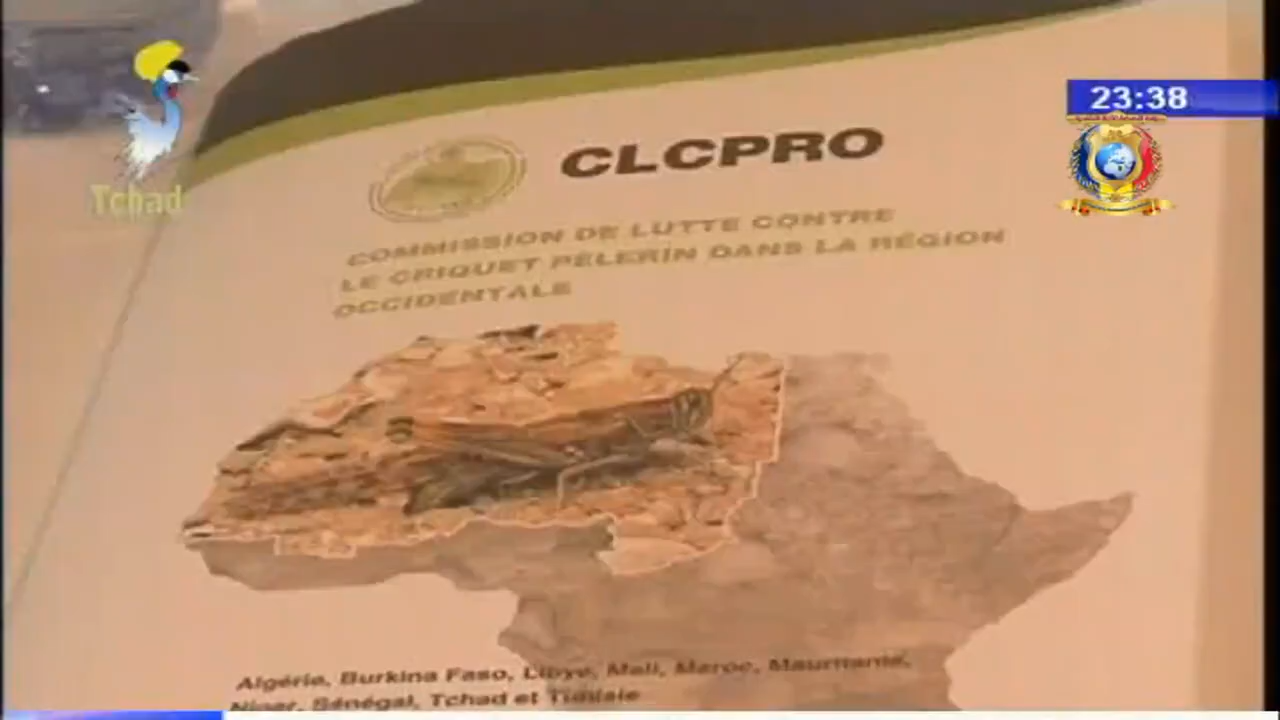 23:38
Tchad
CLCPRO
COMMISSION DE LUTTE CONTRE
LE CRIQUET PÈLERIN DANS LA RÉGION
OCCIDENTALE
Algérie, Burkina Faso, Libye, Mali, Maroc, Mauritanie,
Niger, Sénégal, Tchad et Tunisie